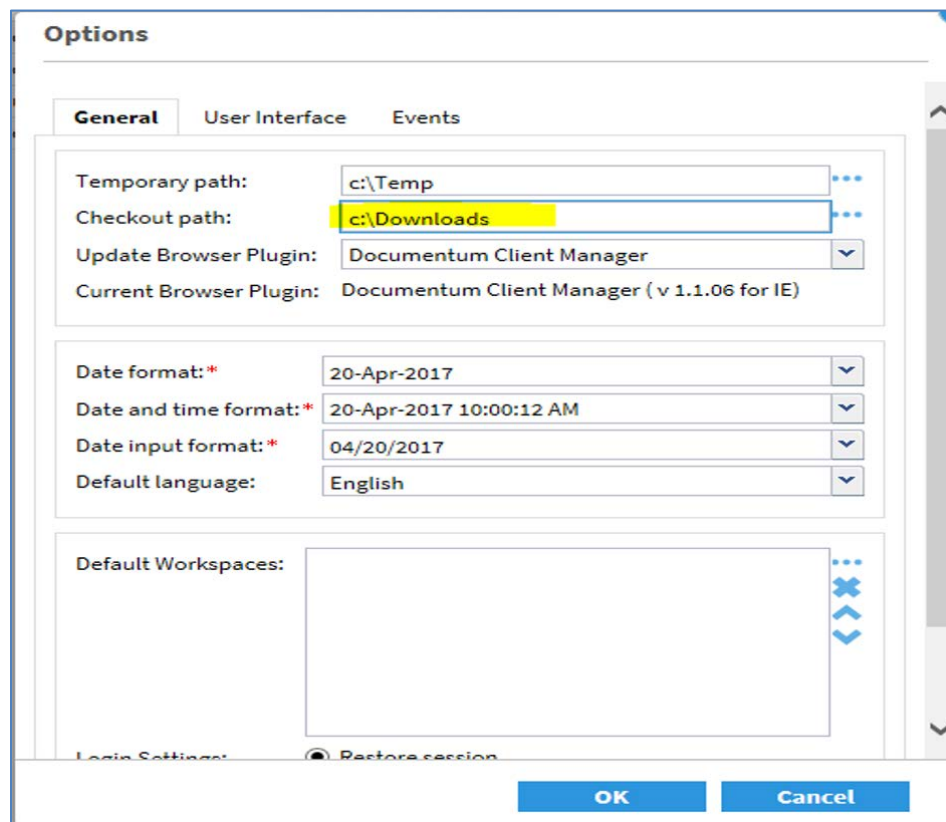 Options
General User Interface Events
Temporary path: c:\Temp
Checkout path: c:\Downloads
Update Browser Plugin: Documentum Client Manager
Current Browser Plugin: Documentum Client Manager ( v 1.1.06 for IE)
Date format:* 20-Apr-2017
Date and time format:* 20-Apr-2017 10:00:12 AM
Date input format:* 04/20/2017
Default language: English
Default Workspaces:
Login Settings: Restore session
OK Cancel